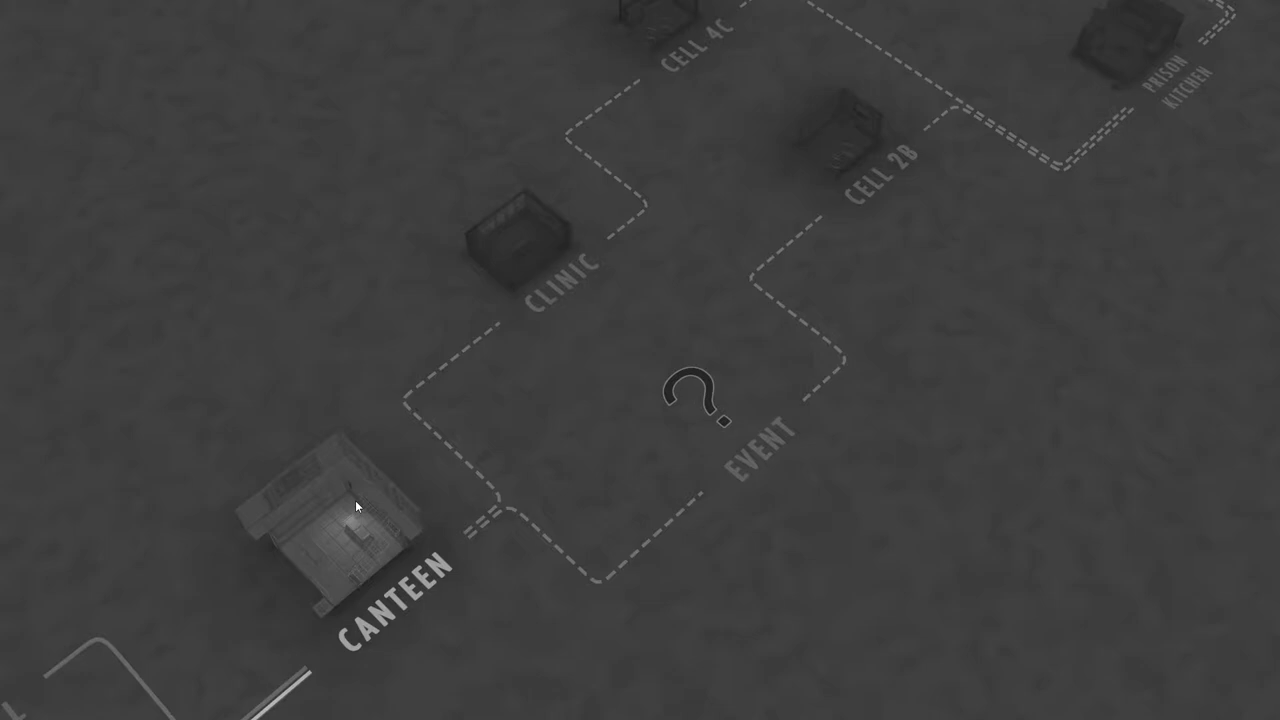 CELL 4C
PRISON
KITCHEN
CELL 2B
CLINIC
?
EVENT
CANTEEN